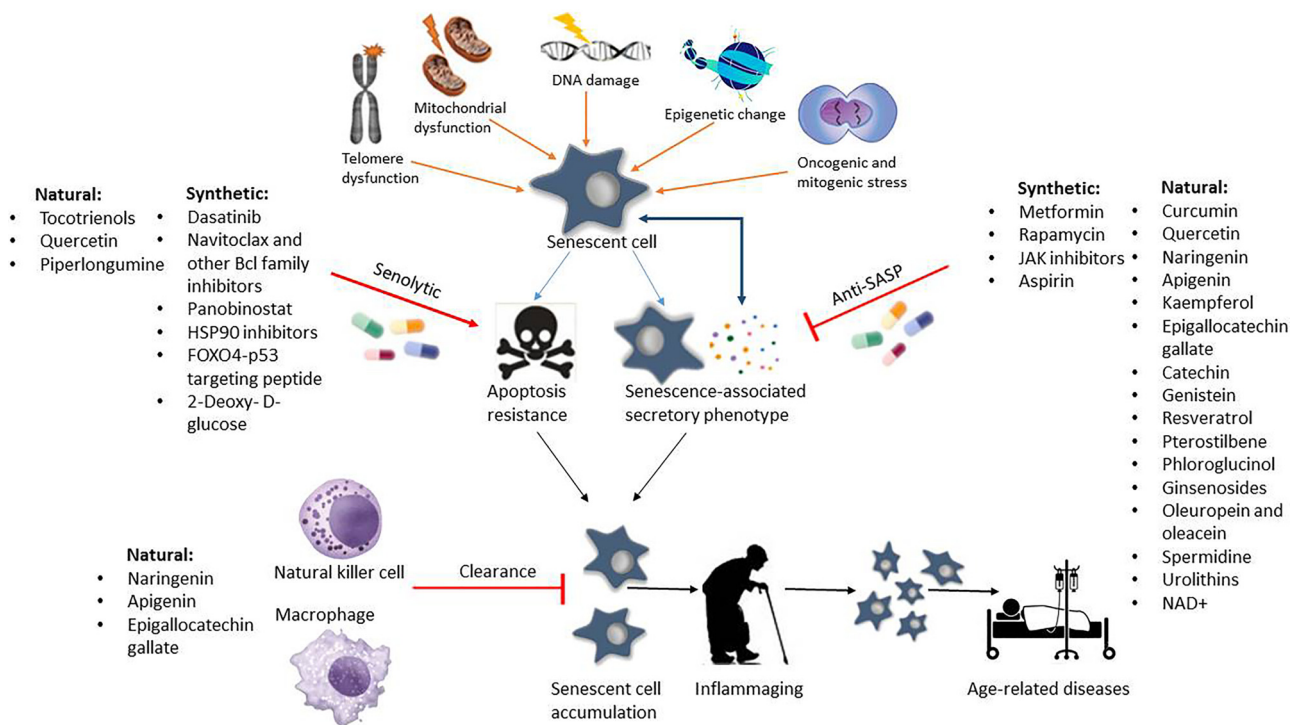 DNA damage
Mitochondrial
dysfunction
Epigenetic change
Telomere
dysfunction
Oncogenic and
mitogenic stress
Senescent cell
Natural:
• Tocotrienols
• Quercetin
• Piperlongumine
Synthetic:
• Dasatinib
• Navitoclax and
other Bcl family
inhibitors
• Panobinostat
• HSP90 inhibitors
• FOXO4-p53
targeting peptide
• 2-Deoxy- D-
glucose
Senolytic
Anti-SASP
Synthetic:
• Metformin
• Rapamycin
• JAK inhibitors
• Aspirin
Natural:
• Curcumin
• Quercetin
• Naringenin
• Apigenin
• Kaempferol
• Epigallocatechin
gallate
• Catechin
• Genistein
• Resveratrol
• Pterostilbene
• Phloroglucinol
• Ginsenosides
• Oleuropein and
oleacein
• Spermidine
• Urolithins
• NAD+
Apoptosis
resistance
Senescence-associated
secretory phenotype
Natural:
• Naringenin
• Apigenin
• Epigallocatechin
gallate
Natural killer cell
Macrophage
Clearance
Senescent cell
accumulation
Inflammaging
Age-related diseases